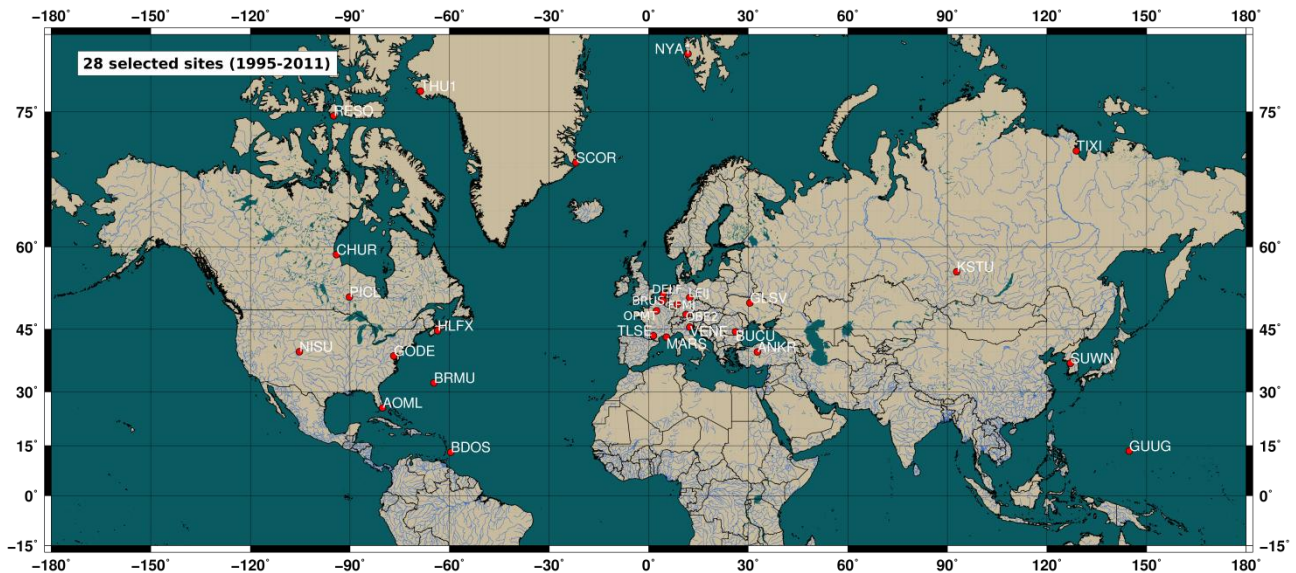 −180° −150° −120° −90° −60° −30° 0° 30° 60° 90° 120° 150° 180°
28 selected sites (1995-2011)
NYA1
THU1
75° 75°
RESO
TIXI
SCOR
60° 60°
CHUR
KSTU
PICL
DELF LEIJ
BRUS GLSV
OPMT OBE2
HLFX
45° 45°
TLSE VENE BUCU
MARS
NISU GODE ANKR
SUWN
BRMU
30° 30°
AOML
15° 15°
BDOS GUUG
0° 0°
−15° −15°
−180° −150° −120° −90° −60° −30° 0° 30° 60° 90° 120° 150° 180°